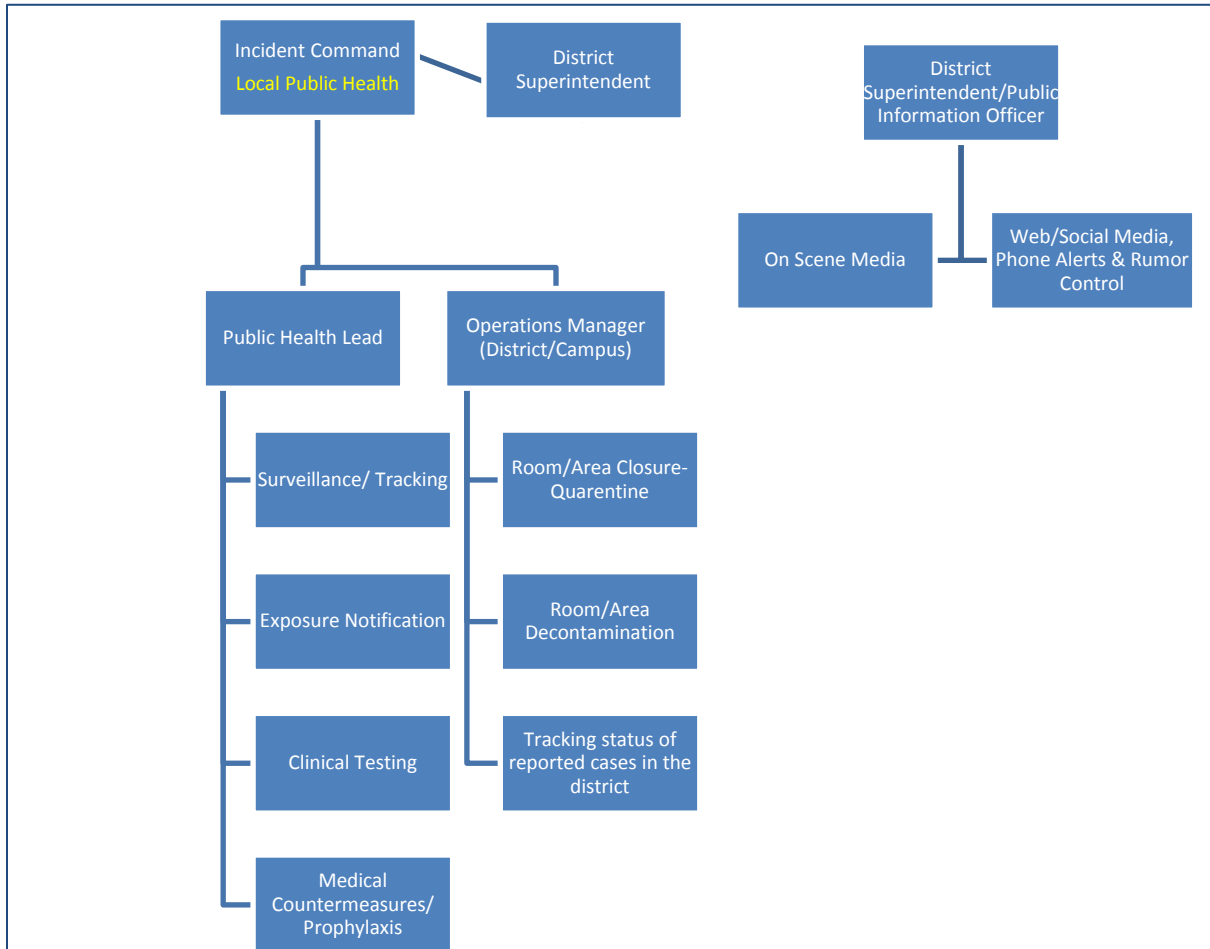 Incident Command
Local Public Health
District
Superintendent
District
Superintendent/Public
Information Officer
On Scene Media
Web/Social Media,
Phone Alerts & Rumor
Control
Public Health Lead
Operations Manager
(District/Campus)
Surveillance/ Tracking
Room/Area Closure-
Quarentine
Exposure Notification
Room/Area
Decontamination
Clinical Testing
Tracking status of
reported cases in the
district
Medical
Countermeasures/
Prophylaxis